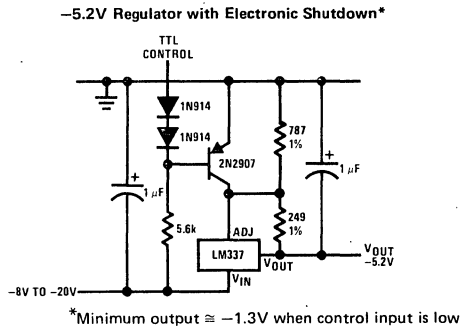 −5.2V Regulator with Electronic Shutdown*
TTL
CONTROL
1N914
1N914
2N2907
787
1%
+
1 μF
+
1 μF
5.6k
249
1%
ADJ
LM337
VOUT
VIN
VOUT
−5.2V
−8V TO −20V
*Minimum output ≅ −1.3V when control input is low